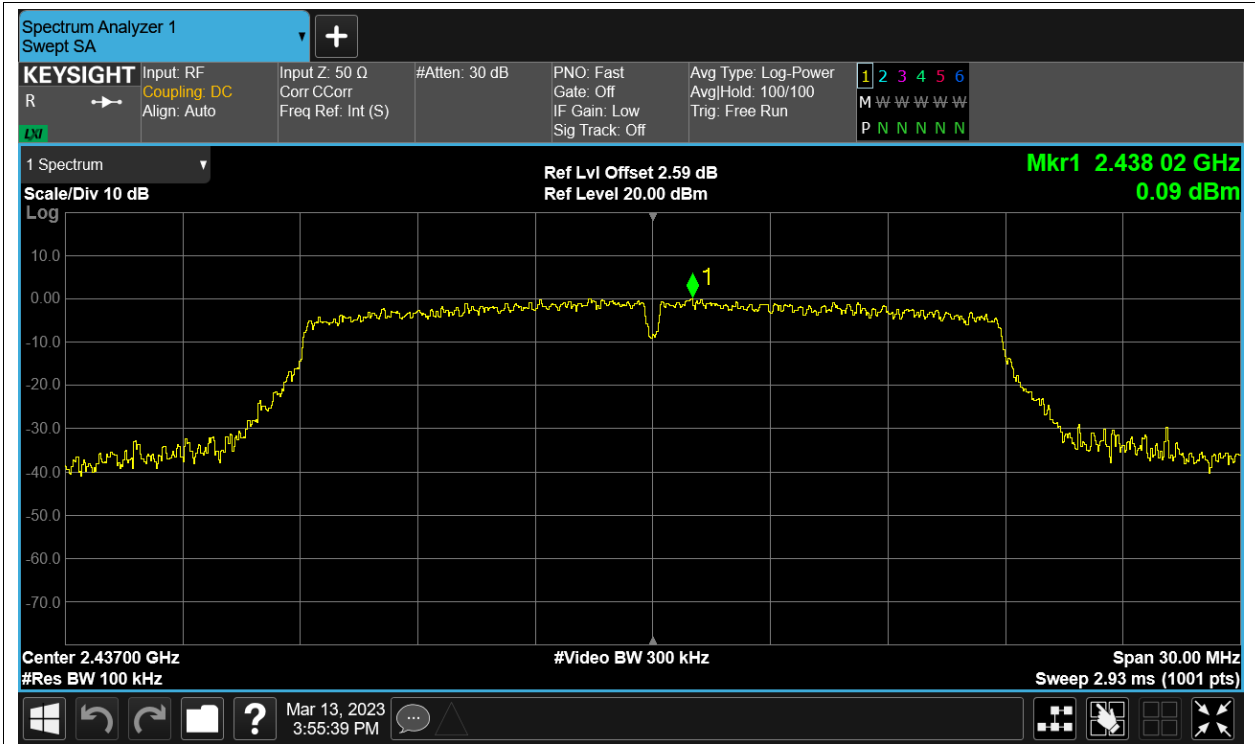 Spectrum Analyzer 1
Swept SA
KEYSIGHT
R
LXI
Input: RF
Coupling: DC
Align: Auto
Input Z: 50 Ω
Corr CCorr
Freq Ref: Int (S)
#Atten: 30 dB
PNO: Fast
Gate: Off
IF Gain: Low
Sig Track: Off
Avg Type: Log-Power
Avg|Hold: 100/100
Trig: Free Run
1 2 3 4 5 6
M W W W W W W
P N N N N N N
1 Spectrum
Scale/Div 10 dB
Log
Ref Lvl Offset 2.59 dB
Ref Level 20.00 dBm
Mkr1 2.438 02 GHz
0.09 dBm
1
10.0
0.00
-10.0
-20.0
-30.0
-40.0
-50.0
-60.0
-70.0
Center 2.43700 GHz
#Video BW 300 kHz
Span 30.00 MHz
#Res BW 100 kHz
Sweep 2.93 ms (1001 pts)
?
Mar 13, 2023
3:55:39 PM